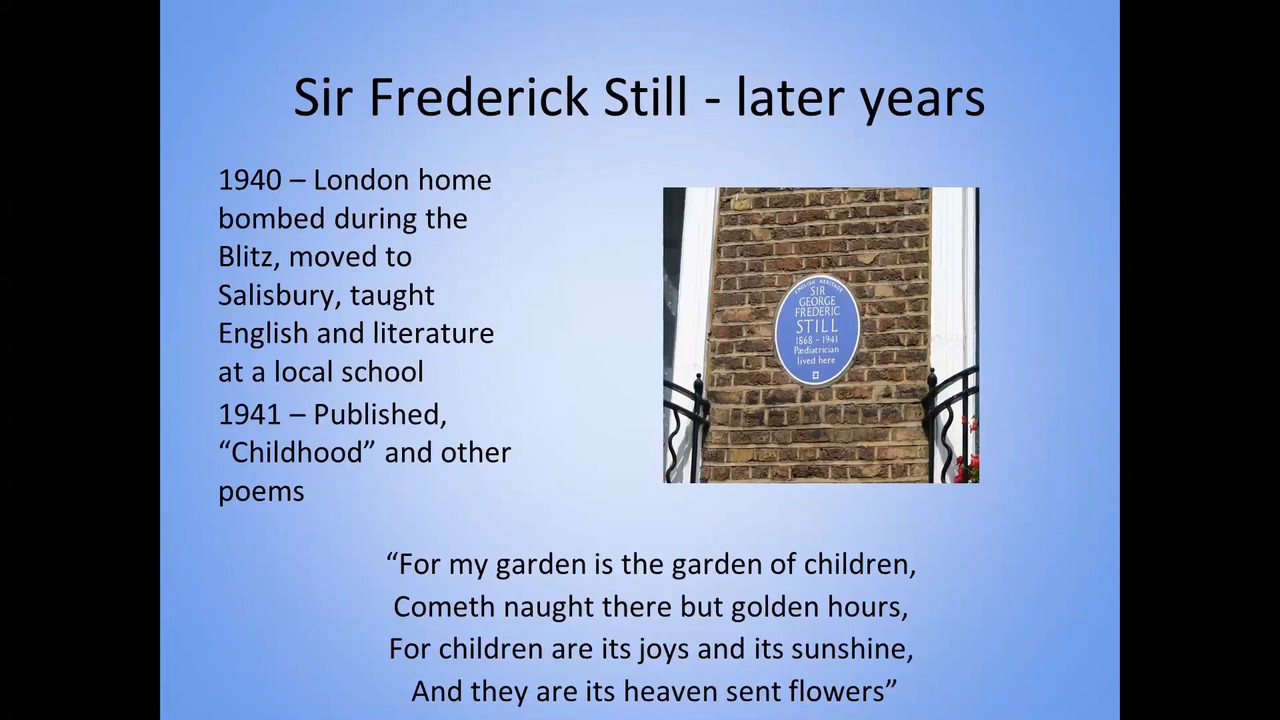 Sir Frederick Still - later years
1940 – London home
bombed during the
Blitz, moved to
Salisbury, taught
English and literature
at a local school
1941 – Published,
“Childhood” and other
poems
ENGLISH HERITAGE
SIR
GEORGE
FREDERIC
STILL
1868 - 1941
Pædiatrician
lived here
“For my garden is the garden of children,
Cometh naught there but golden hours,
For children are its joys and its sunshine,
And they are its heaven sent flowers”